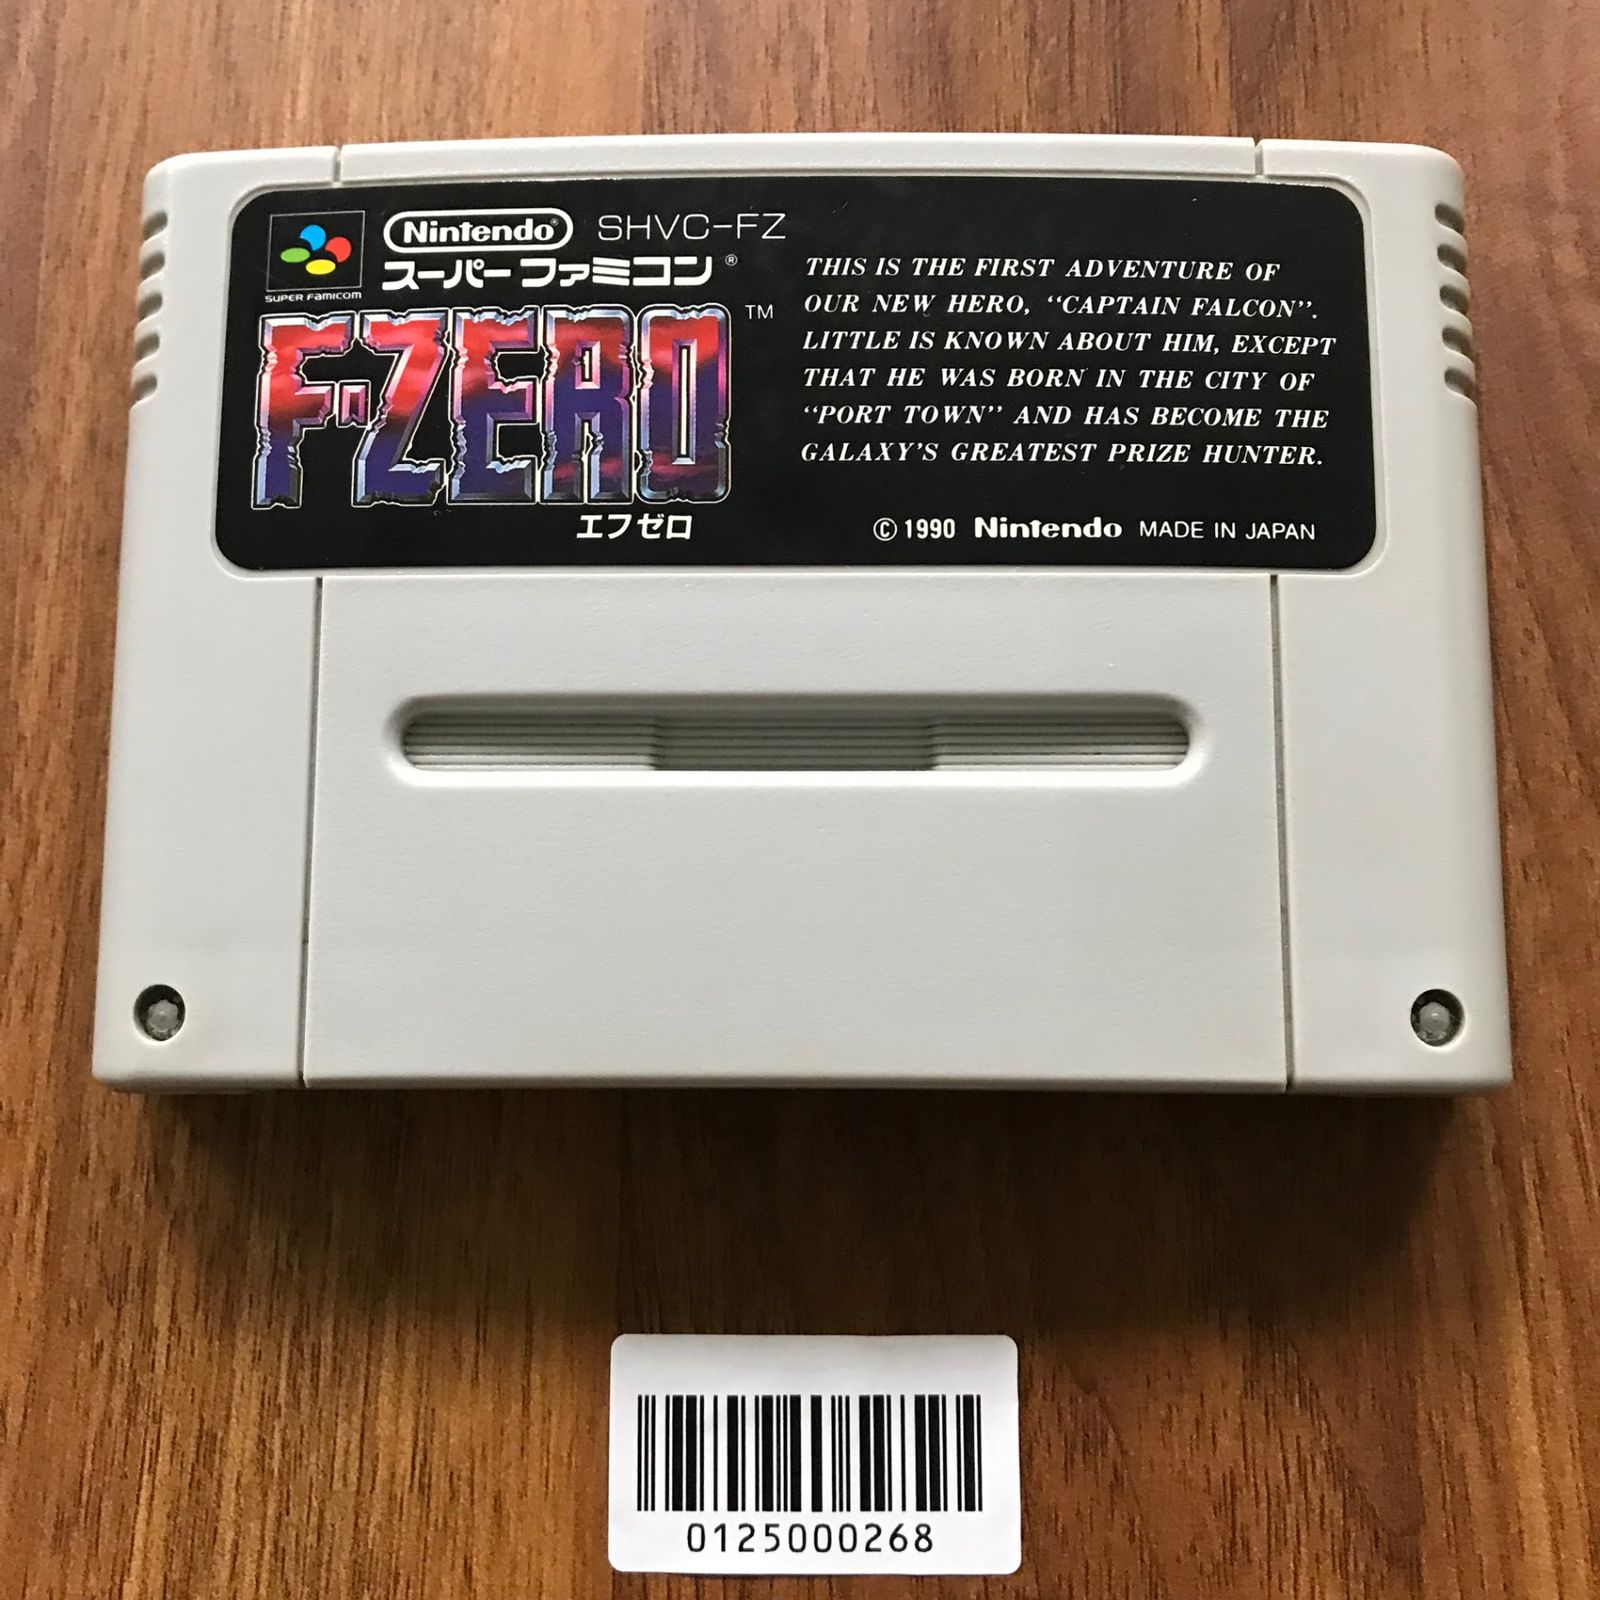 Nintendo® SHVC-FZ
スーパーファミコン®
SUPER FAMICOM
F-ZERO™
エフゼロ
THIS IS THE FIRST ADVENTURE OF
OUR NEW HERO, “CAPTAIN FALCON”.
LITTLE IS KNOWN ABOUT HIM, EXCEPT
THAT HE WAS BORN IN THE CITY OF
“PORT TOWN” AND HAS BECOME THE
GALAXY’S GREATEST PRIZE HUNTER.
© 1990 Nintendo MADE IN JAPAN
0125000268